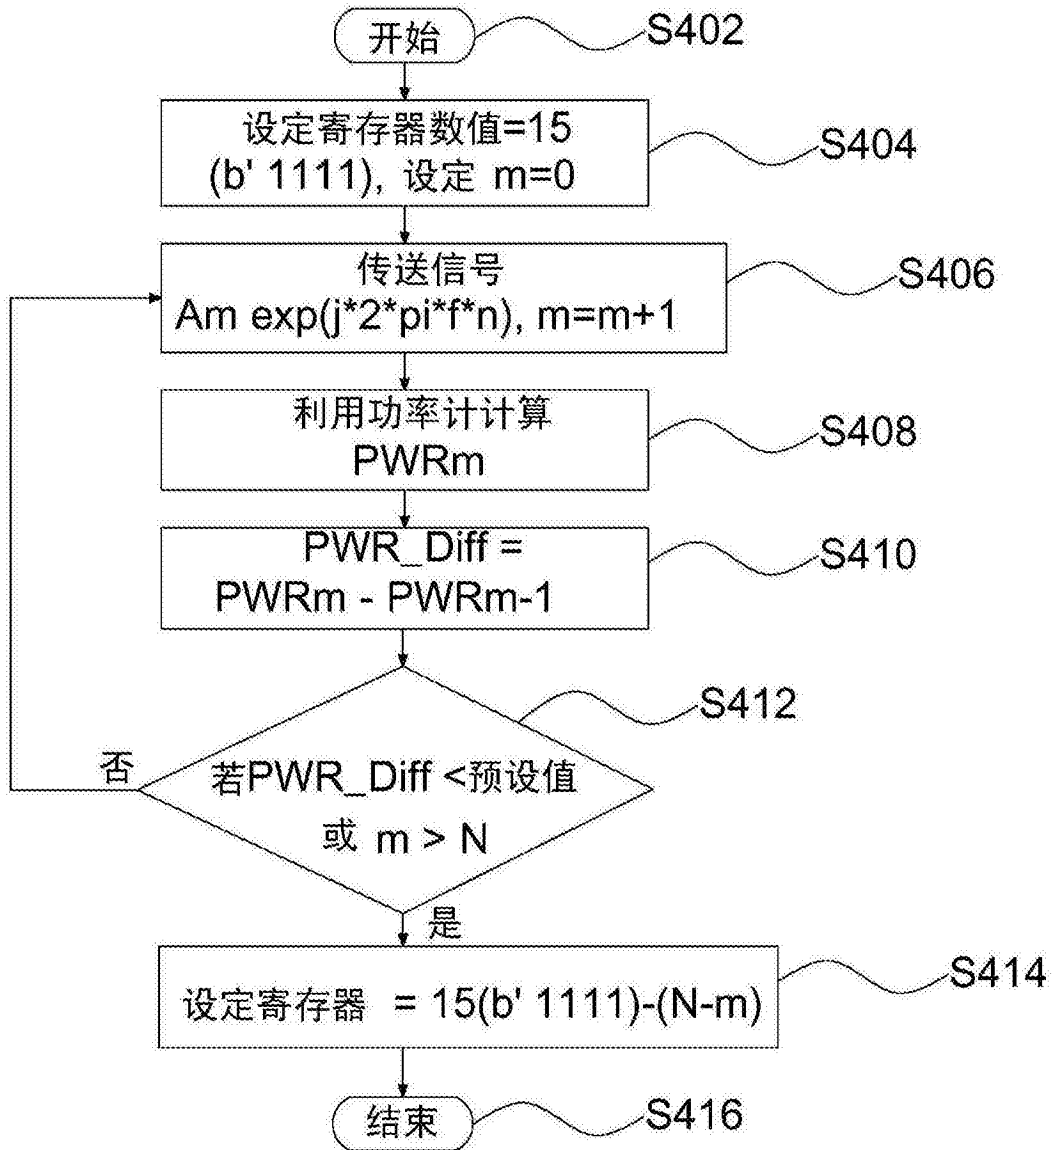 开始
S402
设定寄存器数值=15
(b' 1111), 设定 m=0
S404
传送信号
Am exp(j*2*pi*f*n), m=m+1
S406
利用功率计计算
PWRm
S408
PWR_Diff =
PWRm - PWRm-1
S410
S412
否
若PWR_Diff <预设值
或 m > N
是
设定寄存器 = 15(b' 1111)-(N-m)
S414
结束
S416